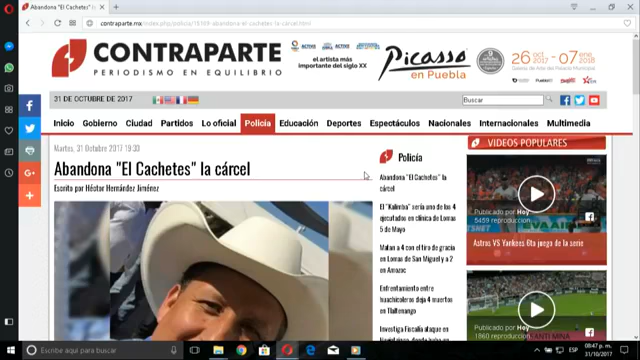 Abandona "El Cachetes" la c
contraparte.mx/index.php/policia/15169-abandona-el-cachetes-la-carcel.html
CONTRAPARTE
PERIODISMO EN EQUILIBRIO
el artista más
importante del siglo XX
Picasso
en Puebla
26 oct 2017 - 07 ene 2018
31 DE OCTUBRE DE 2017
Buscar
Inicio Gobierno Ciudad Partidos Lo oficial Policía Educación Deportes Espectáculos Nacionales Internacionales Multimedia
Martes, 31 Octubre 2017 19:30
Abandona "El Cachetes" la cárcel
Escrito por Héctor Hernández Jiménez
Policía
Abandona "El Cachetes" la
cárcel
El "Kalimba" sería uno de los 4
ejecutados en clínica de Lomas
5 de Mayo
Matan a 4 con el tiro de gracia
en Lomas de San Miguel y a 2
en Amozoc
Enfrentamiento entre
huachicoleros deja 4 muertos en
Tlaltenango
Investiga Fiscalía ataque en
VIDEOS POPULARES
Publicado por Hoy
5459 reproduccion
Astros VS Yankees 6ta juego de la serie
Publicado por Hoy
1860 reproduccion
Escribe aquí para buscar
ESP
08:47 p. m.
31/10/2017